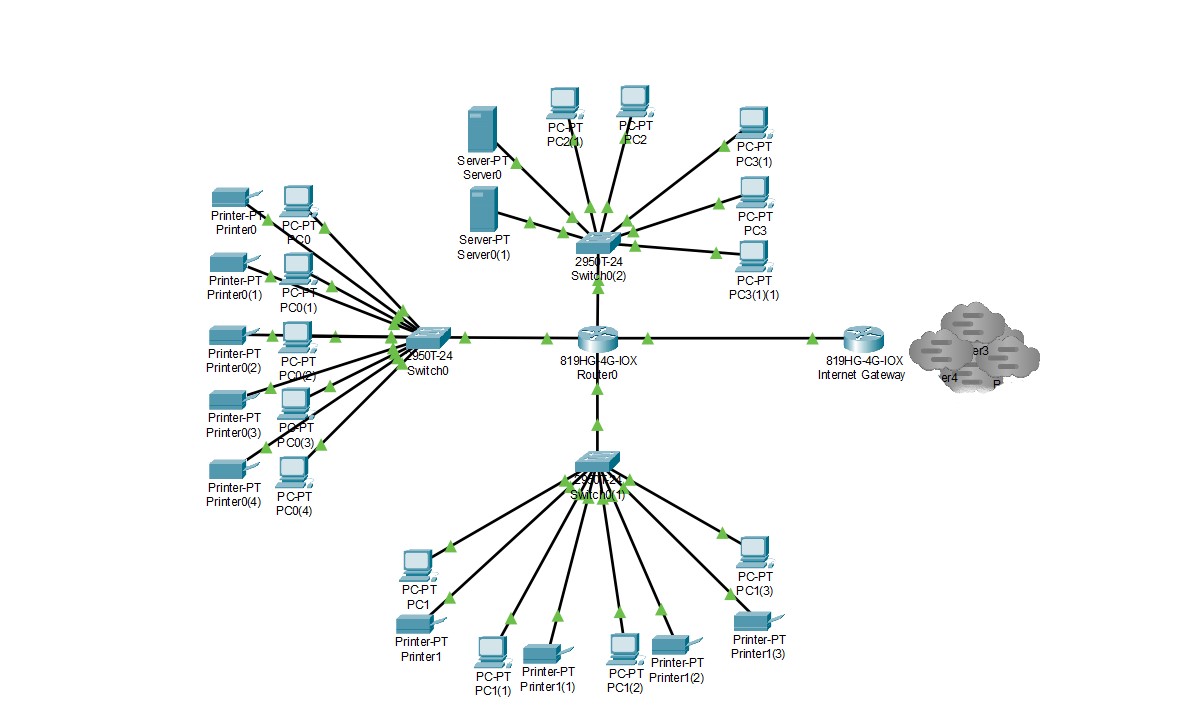 PC-PT
PC2(1)
PC-PT
PC2
PC-PT
PC3(1)
Server-PT
Server0
PC-PT
PC3
Server-PT
Server0(1)
PC-PT
PC3(1)(1)
2950T-24
Switch0(2)
Printer-PT
Printer0
PC-PT
PC0
Printer-PT
Printer0(1)
PC-PT
PC0(1)
Printer-PT
Printer0(2)
PC-PT
PC0(2)
Printer-PT
Printer0(3)
PC-PT
PC0(3)
Printer-PT
Printer0(4)
PC-PT
PC0(4)
2950T-24
Switch0
819HG-4G-IOX
Router0
819HG-4G-IOX
Internet Gateway
er3
er4
P
2950T-24
Switch0(1)
PC-PT
PC1
Printer-PT
Printer1
PC-PT
PC1(1)
Printer-PT
Printer1(1)
PC-PT
PC1(2)
Printer-PT
Printer1(2)
PC-PT
PC1(3)
Printer-PT
Printer1(3)